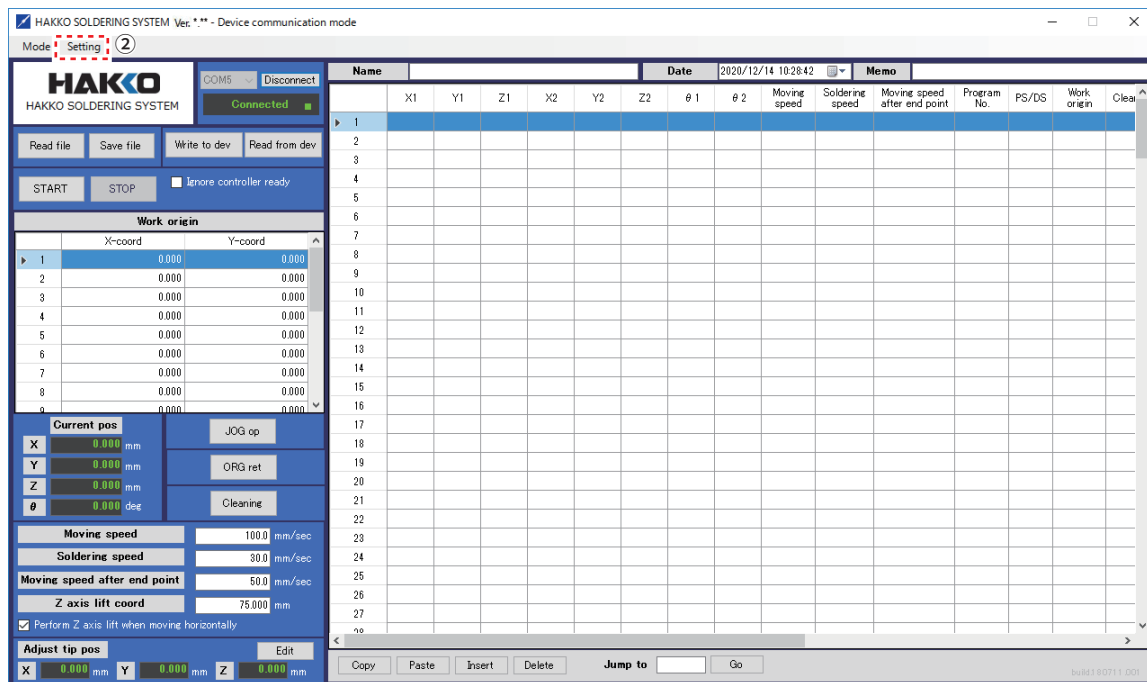 HAKKO SOLDERING SYSTEM Ver. *.** - Device communication mode
Mode Setting ②
HAKKO
HAKKO SOLDERING SYSTEM
COM5 Disconnect
Connected
Read file Save file Write to dev Read from dev
START STOP Ignore controller ready
Work origin
X-coord Y-coord
1 0.000 0.000
2 0.000 0.000
3 0.000 0.000
4 0.000 0.000
5 0.000 0.000
6 0.000 0.000
7 0.000 0.000
8 0.000 0.000
9 0.000 0.000
Current pos
X 0.000 mm
Y 0.000 mm
Z 0.000 mm
θ 0.000 deg
JOG op
ORG ret
Cleaning
Moving speed 100.0 mm/sec
Soldering speed 30.0 mm/sec
Moving speed after end point 50.0 mm/sec
Z axis lift coord 75.000 mm
Perform Z axis lift when moving horizontally
Adjust tip pos Edit
X 0.000 mm Y 0.000 mm Z 0.000 mm
Name Date 2020/12/14 10:28:42 Memo
X1 Y1 Z1 X2 Y2 Z2 θ 1 θ 2 Moving speed Soldering speed Moving speed after end point Program No. PS/DS Work origin Clea
1
2
3
4
5
6
7
8
9
10
11
12
13
14
15
16
17
18
19
20
21
22
23
24
25
26
27
28
Copy Paste Insert Delete Jump to Go